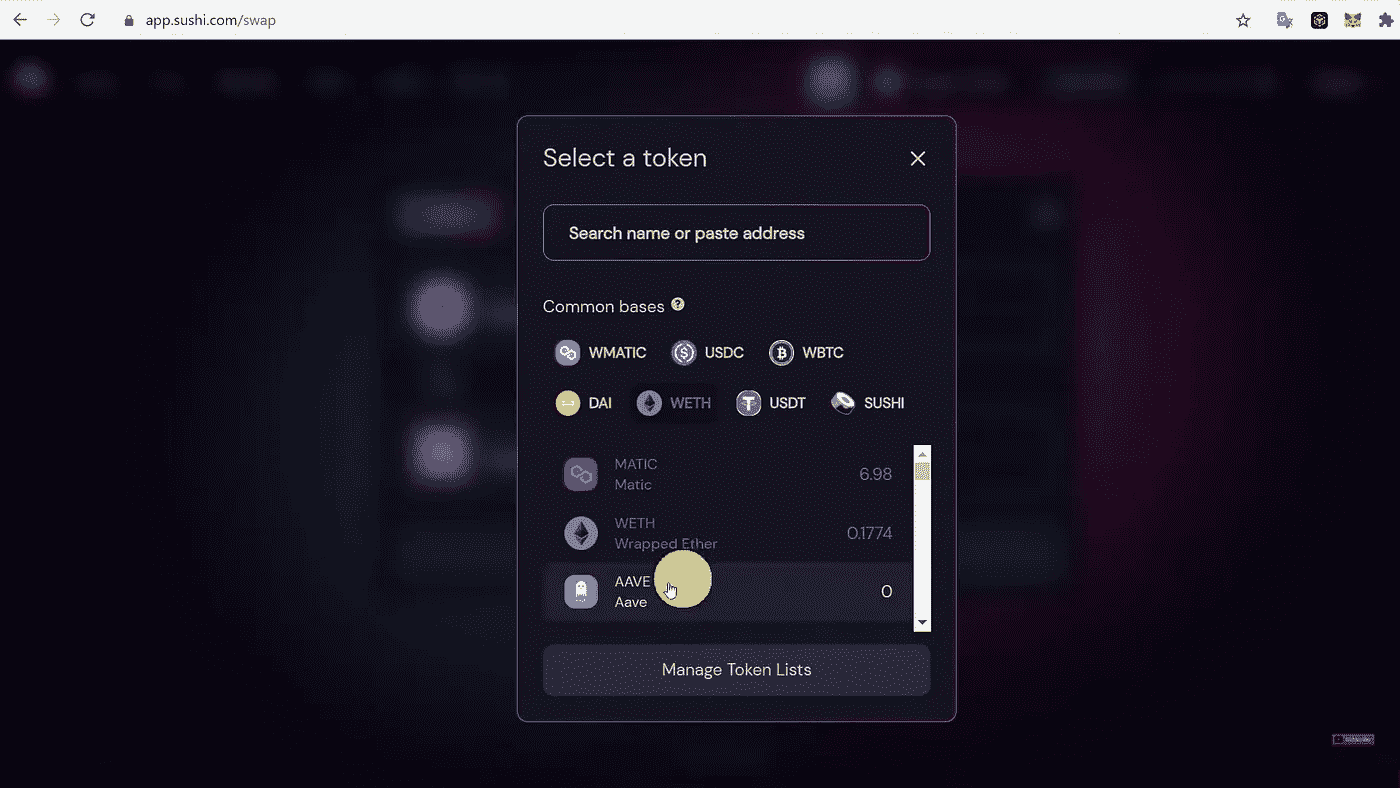 app.sushi.com/swap
Select a token
Search name or paste address
Common bases ?
WMATIC USDC WBTC
DAI WETH USDT SUSHI
MATIC
Matic
6.98
WETH
Wrapped Ether
0.1774
AAVE
Aave
0
Manage Token Lists